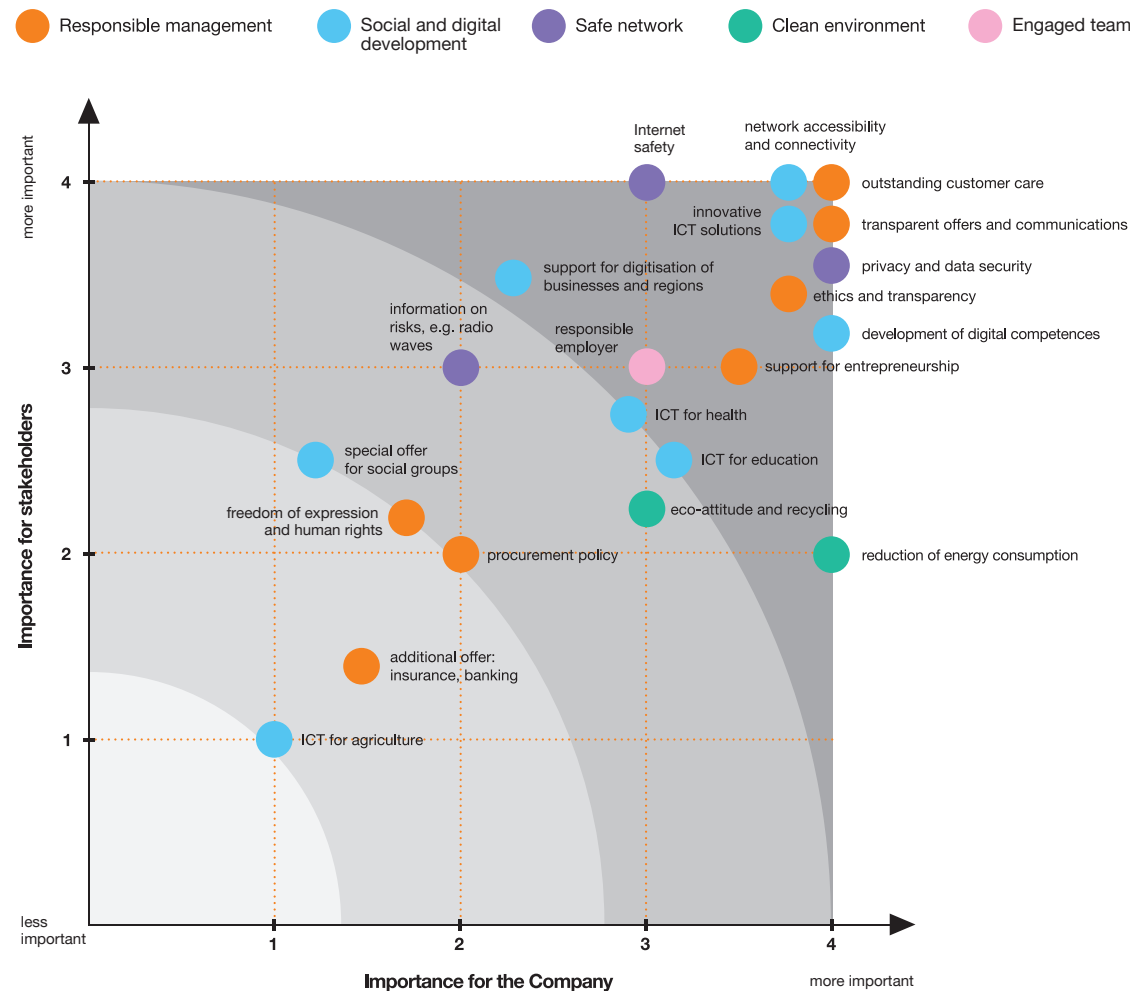 Responsible management
Social and digital
development
Safe network
Clean environment
Engaged team
more important
Internet
safety
network accessibility
and connectivity
4
outstanding customer care
innovative
ICT solutions
transparent offers and communications
support for digitisation of
businesses and regions
privacy and data security
ethics and transparency
information on
risks, e.g. radio
waves
responsible
employer
development of digital competences
3
support for entrepreneurship
ICT for health
special offer
for social groups
ICT for education
freedom of expression
and human rights
eco-attitude and recycling
2
procurement policy
reduction of energy consumption
Importance for stakeholders
additional offer:
insurance, banking
1
ICT for agriculture
less
important
1
2
3
4
Importance for the Company
more important